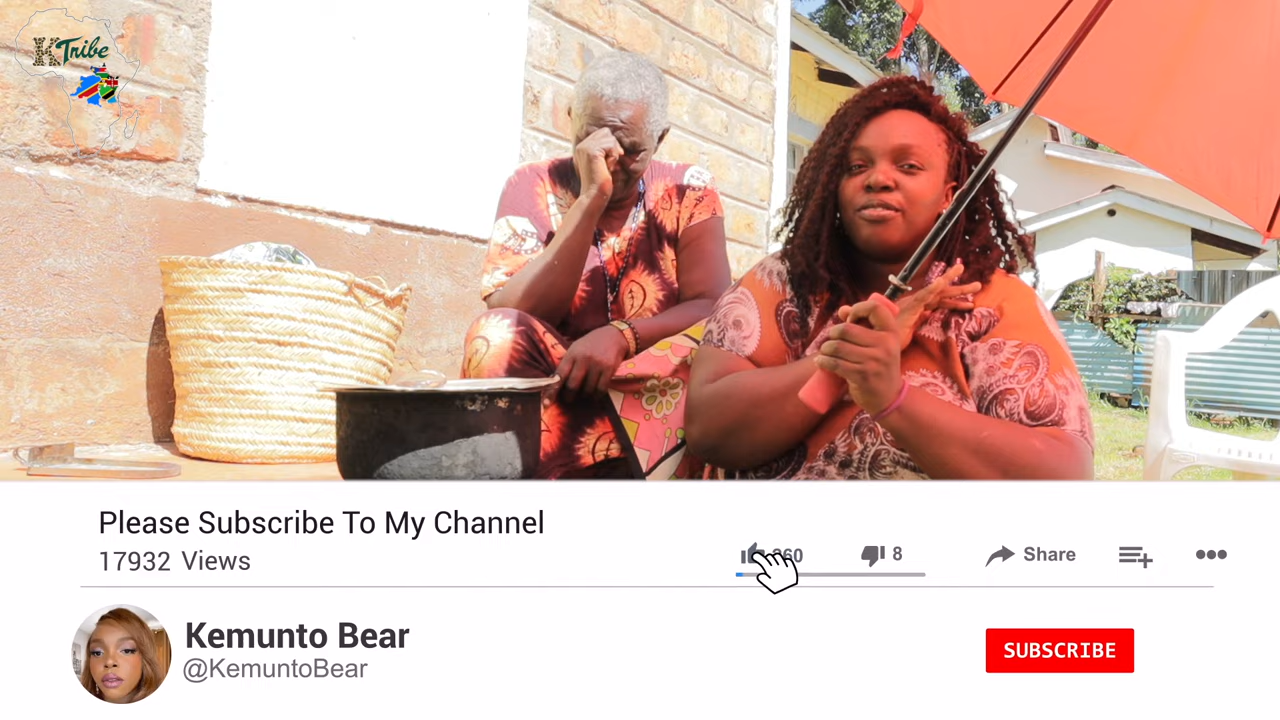 KTribe
Please Subscribe To My Channel
17932 Views
8
Share
Kemunto Bear
@KemuntoBear
SUBSCRIBE